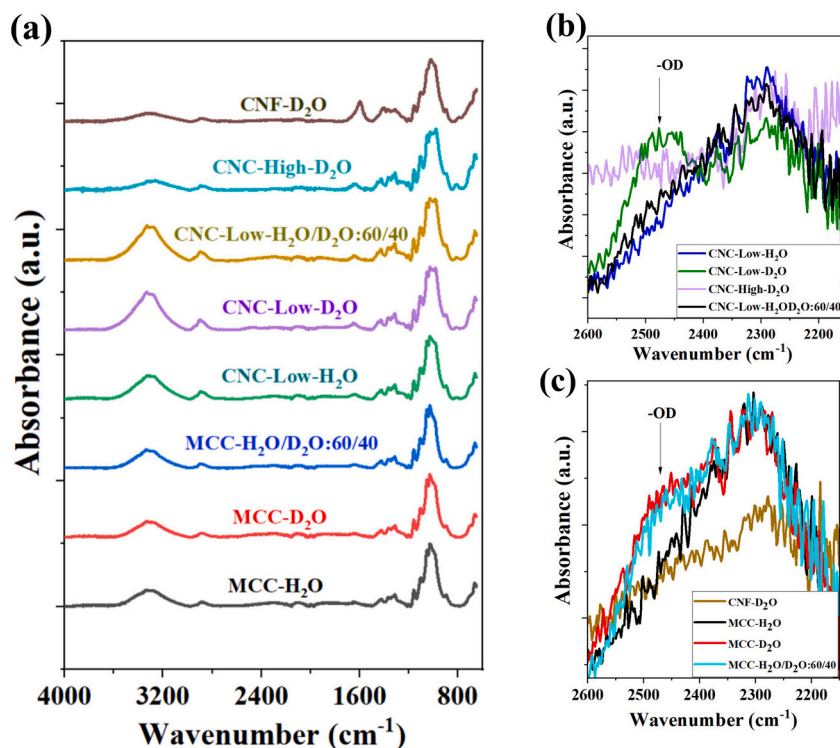 (a)
Absorbance (a.u.)
CNF-D₂O
CNC-High-D₂O
CNC-Low-H₂O/D₂O:60/40
CNC-Low-D₂O
CNC-Low-H₂O
MCC-H₂O/D₂O:60/40
MCC-D₂O
MCC-H₂O
4000 3200 2400 1600 800
Wavenumber (cm⁻¹)
(b)
Absorbance (a.u.)
-OD
CNC-Low-H₂O
CNC-Low-D₂O
CNC-High-D₂O
CNC-Low-H₂OD₂O:60/40
2600 2500 2400 2300 2200
Wavenumber (cm⁻¹)
(c)
Absorbance (a.u.)
-OD
CNF-D₂O
MCC-H₂O
MCC-D₂O
MCC-H₂O/D₂O:60/40
2600 2500 2400 2300 2200
Wavenumber (cm⁻¹)